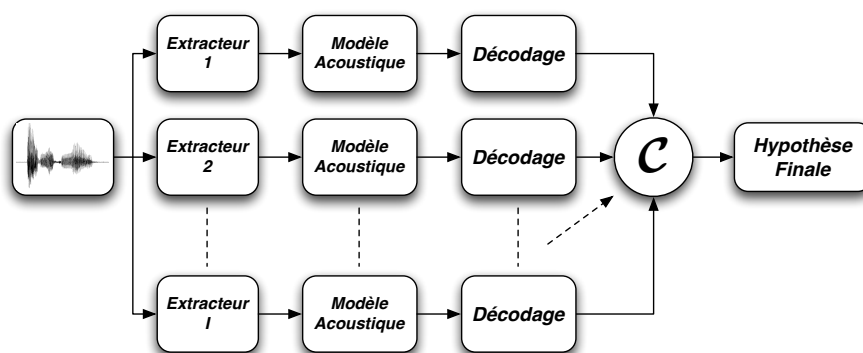 Extracteur
1
Modèle
Acoustique
Décodage
Extracteur
2
Modèle
Acoustique
Décodage
C
Hypothèse
Finale
Extracteur
I
Modèle
Acoustique
Décodage